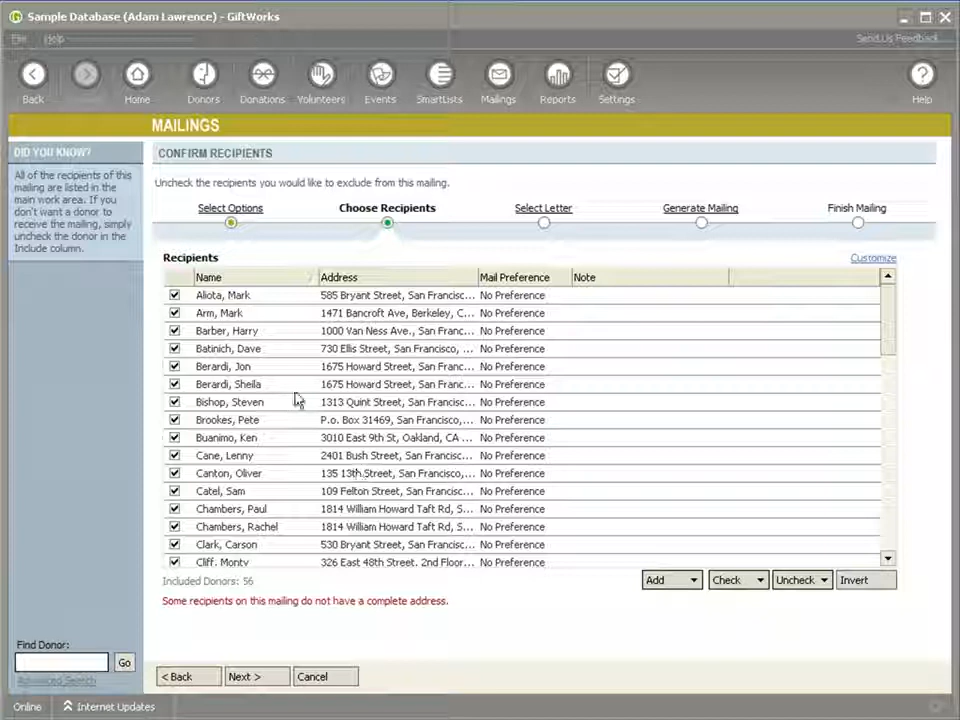 Sample Database (Adam Lawrence) - GiftWorks
File Help Send Us Feedback
Back Home Donors Donations Volunteers Events SmartLists Mailings Reports Settings Help
MAILINGS
DID YOU KNOW?
All of the recipients of this
mailing are listed in the
main work area. If you
don't want a donor to
receive the mailing, simply
uncheck the donor in the
Include column.
CONFIRM RECIPIENTS
Uncheck the recipients you would like to exclude from this mailing.
Select Options Choose Recipients Select Letter Generate Mailing Finish Mailing
Recipients Customize
Name Address Mail Preference Note
Aliota, Mark 585 Bryant Street, San Francisc... No Preference
Arm, Mark 1471 Bancroft Ave, Berkeley, C... No Preference
Barber, Harry 1000 Van Ness Ave., San Franc... No Preference
Batinich, Dave 730 Ellis Street, San Francisco, ... No Preference
Berardi, Jon 1675 Howard Street, San Franc... No Preference
Berardi, Sheila 1675 Howard Street, San Franc... No Preference
Bishop, Steven 1313 Quint Street, San Francisc... No Preference
Brookes, Pete P.o. Box 31469, San Francisco,... No Preference
Buanimo, Ken 3010 East 9th St, Oakland, CA ... No Preference
Cane, Lenny 2401 Bush Street, San Francisc... No Preference
Canton, Oliver 135 13th Street, San Francisco,... No Preference
Catel, Sam 109 Felton Street, San Francisc... No Preference
Chambers, Paul 1814 William Howard Taft Rd, S... No Preference
Chambers, Rachel 1814 William Howard Taft Rd, S... No Preference
Clark, Carson 530 Bryant Street, San Francisc... No Preference
Cliff, Monty 326 East 48th Street, 2nd Floor... No Preference
Included Donors: 56 Add Check Uncheck Invert
Some recipients on this mailing do not have a complete address.
Find Donor:
Go
Advanced Search
< Back Next > Cancel
Online Internet Updates